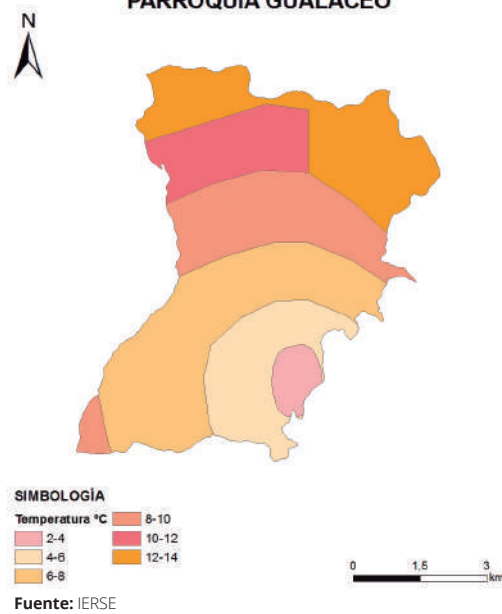 PARROQUIA GUALACEO
N
SIMBOLOGÌA
Temperatura °C
2-4
4-6
6-8
8-10
10-12
12-14
0 1,5 3
km
Fuente: IERSE